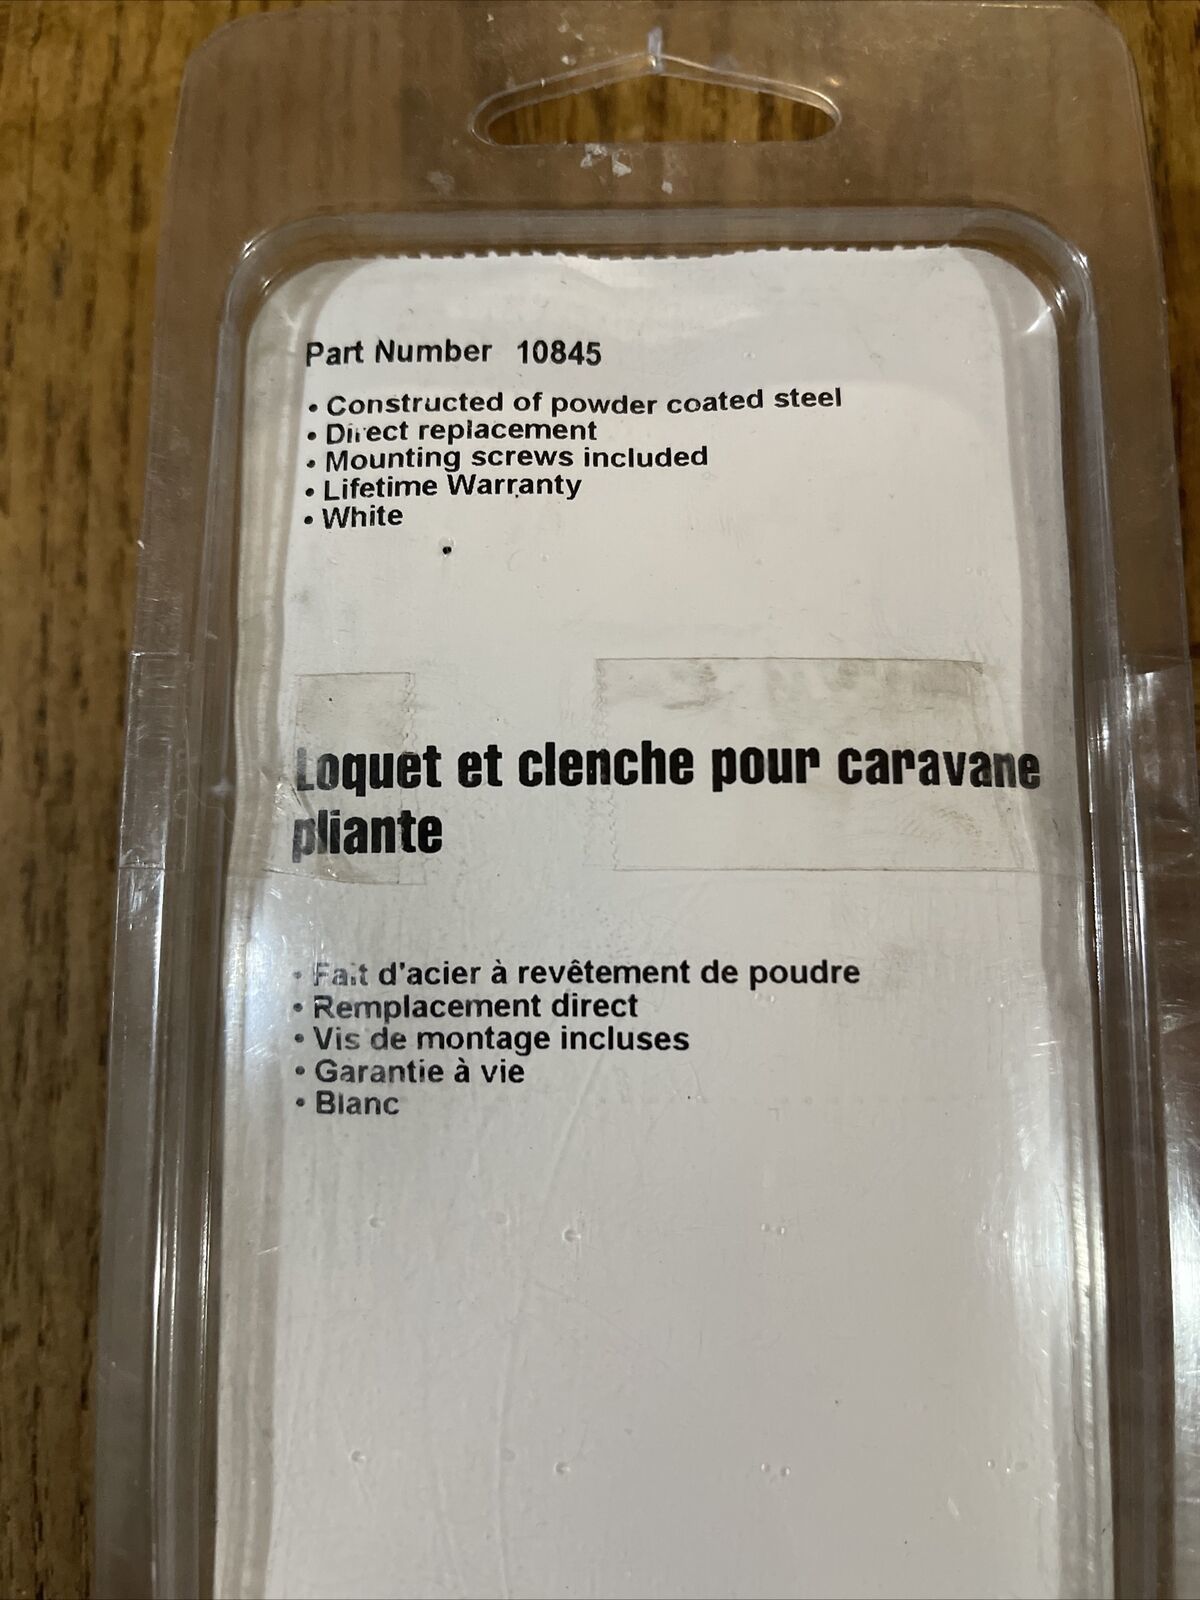 Part Number 10845
• Constructed of powder coated steel
• Direct replacement
• Mounting screws included
• Lifetime Warranty
• White
Loquet et clenche pour caravane
pliante
• Fait d'acier à revêtement de poudre
• Remplacement direct
• Vis de montage incluses
• Garantie à vie
• Blanc